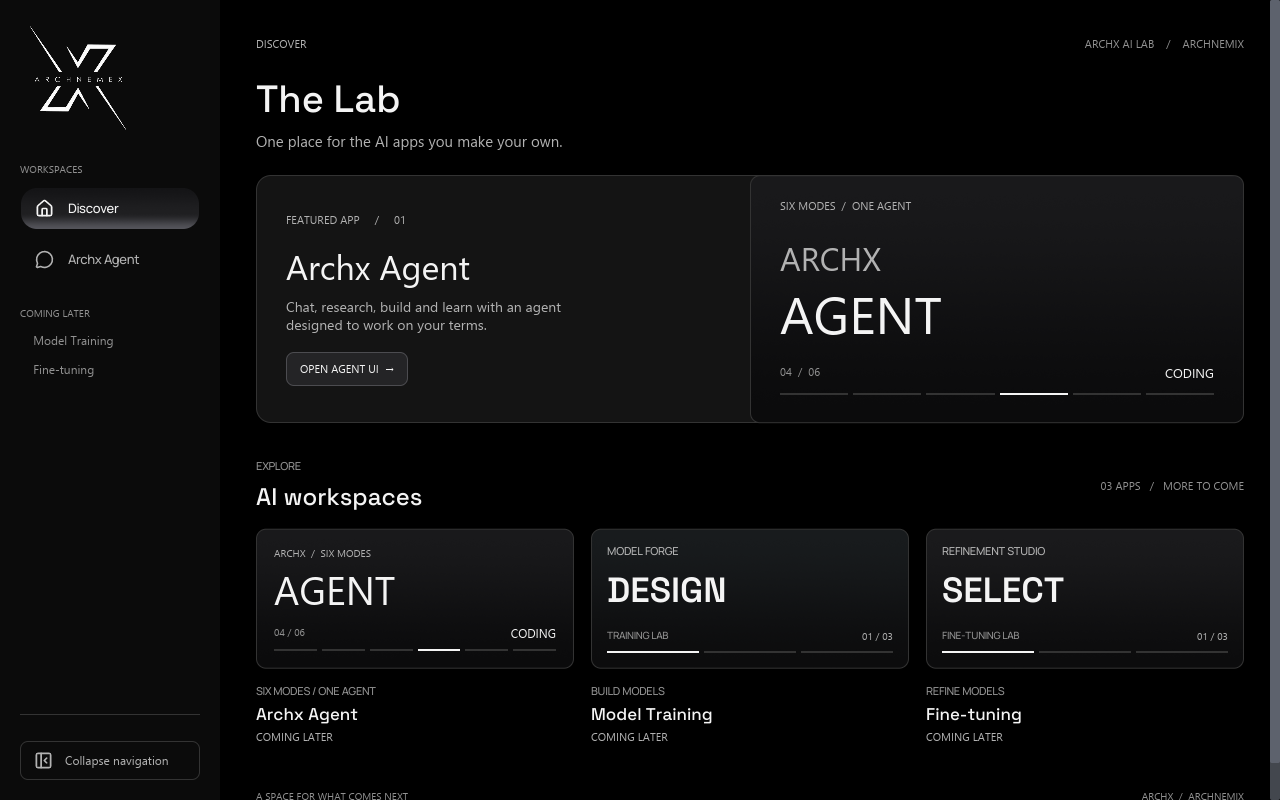 ARCHNEMEX
WORKSPACES
Discover
Archx Agent
COMING LATER
Model Training
Fine-tuning
Collapse navigation
DISCOVER
ARCHX AI LAB / ARCHNEMIX
The Lab
One place for the AI apps you make your own.
FEATURED APP / 01
Archx Agent
Chat, research, build and learn with an agent
designed to work on your terms.
OPEN AGENT UI →
SIX MODES / ONE AGENT
ARCHX
AGENT
04 / 06
CODING
EXPLORE
AI workspaces
03 APPS / MORE TO COME
ARCHX / SIX MODES
AGENT
04 / 06
CODING
SIX MODES / ONE AGENT
Archx Agent
COMING LATER
MODEL FORGE
DESIGN
TRAINING LAB
01 / 03
BUILD MODELS
Model Training
COMING LATER
REFINEMENT STUDIO
SELECT
FINE-TUNING LAB
01 / 03
REFINE MODELS
Fine-tuning
COMING LATER
A SPACE FOR WHAT COMES NEXT
ARCHX / ARCHNEMIX